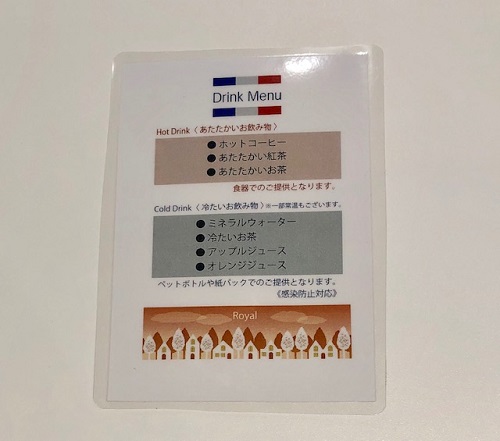 Drink Menu
Hot Drink〈あたたかいお飲み物〉
●ホットコーヒー
●あたたかい紅茶
●あたたかいお茶
食器でのご提供となります。
Cold Drink〈冷たいお飲み物〉※一部常温もございます。
●ミネラルウォーター
●冷たいお茶
●アップルジュース
●オレンジジュース
ペットボトルや紙パックでのご提供となります。
《感染防止対応》
Royal